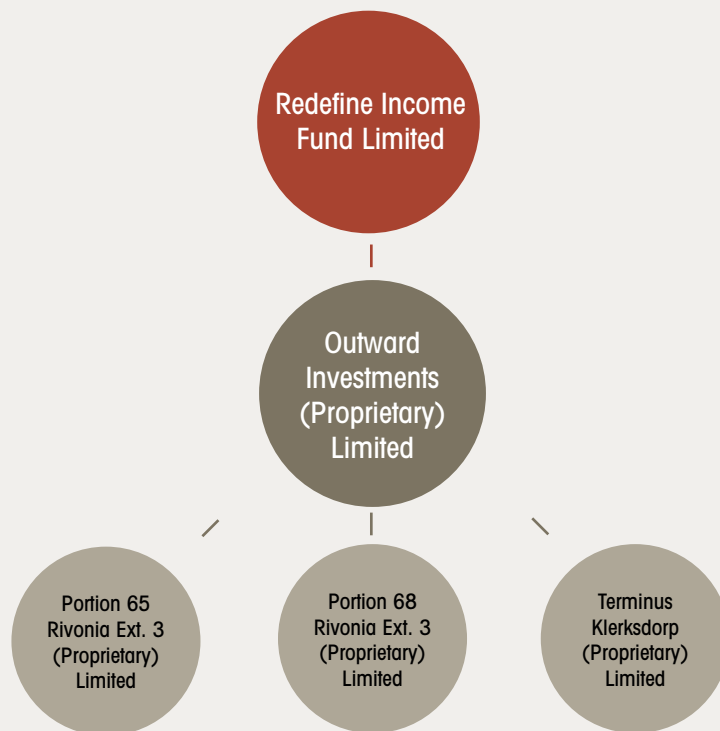 Redefine Income
Fund Limited
Outward
Investments
(Proprietary)
Limited
Portion 65
Rivonia Ext. 3
(Proprietary)
Limited
Portion 68
Rivonia Ext. 3
(Proprietary)
Limited
Terminus
Klerksdorp
(Proprietary)
Limited